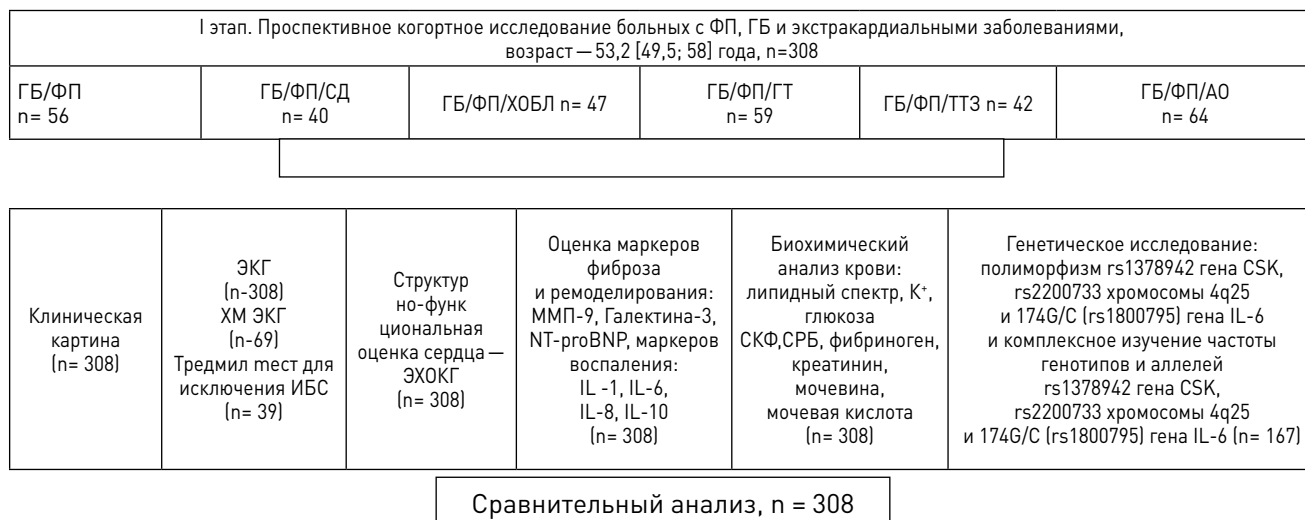 I этап. Проспективное когортное исследование больных с ФП, ГБ и экстракардиальными заболеваниями,
возраст — 53,2 [49,5; 58] года, n=308
ГБ/ФП
n= 56
ГБ/ФП/СД
n= 40
ГБ/ФП/ХОБЛ n= 47
ГБ/ФП/ГТ
n= 59
ГБ/ФП/ТТЗ n= 42
ГБ/ФП/АО
n= 64
Клиническая
картина
(n= 308)
ЭКГ
(n-308)
ХМ ЭКГ
(n-69)
Тредмил mecm для
исключения ИБС
(n= 39)
Структур
но-функ
циональная
оценка сердца —
ЭХОКГ
(n= 308)
Оценка маркеров
фиброза
и ремоделирования:
ММП-9, Галектина-3,
NT-proBNP, маркеров
воспаления:
IL -1, IL-6,
IL-8, IL-10
(n= 308)
Биохимический
анализ крови:
липидный спектр, K⁺,
глюкоза
СКФ,СРБ, фибриноген,
креатинин,
мочевина,
мочевая кислота
(n= 308)
Генетическое исследование:
полиморфизм rs1378942 гена CSK,
rs2200733 хромосомы 4q25
и 174G/C (rs1800795) гена IL-6
и комплексное изучение частоты
генотипов и аллелей
rs1378942 гена CSK,
rs2200733 хромосомы 4q25
и 174G/C (rs1800795) гена IL-6 (n= 167)
Сравнительный анализ, n = 308